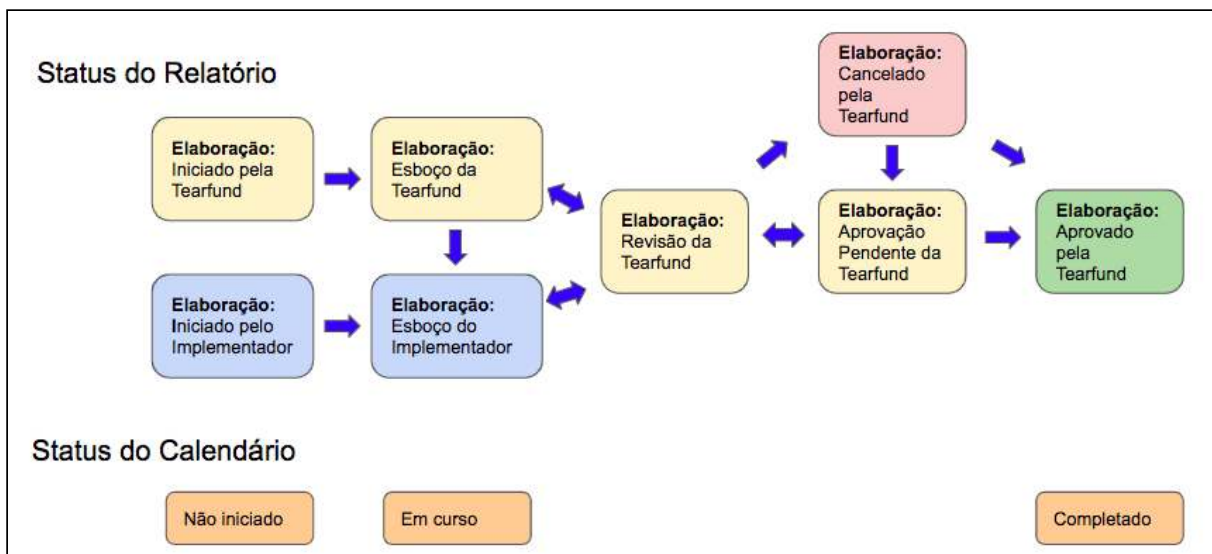 Status do Relatório
Elaboração:
Cancelado
pela
Tearfund
Elaboração:
Iniciado pela
Tearfund
Elaboração:
Esboço da
Tearfund
Elaboração:
Revisão da
Tearfund
Elaboração:
Aprovação
Pendente da
Tearfund
Elaboração:
Aprovado
pela
Tearfund
Elaboração:
Iniciado pelo
Implementador
Elaboração:
Esboço do
Implementador
Status do Calendário
Não iniciado
Em curso
Completado